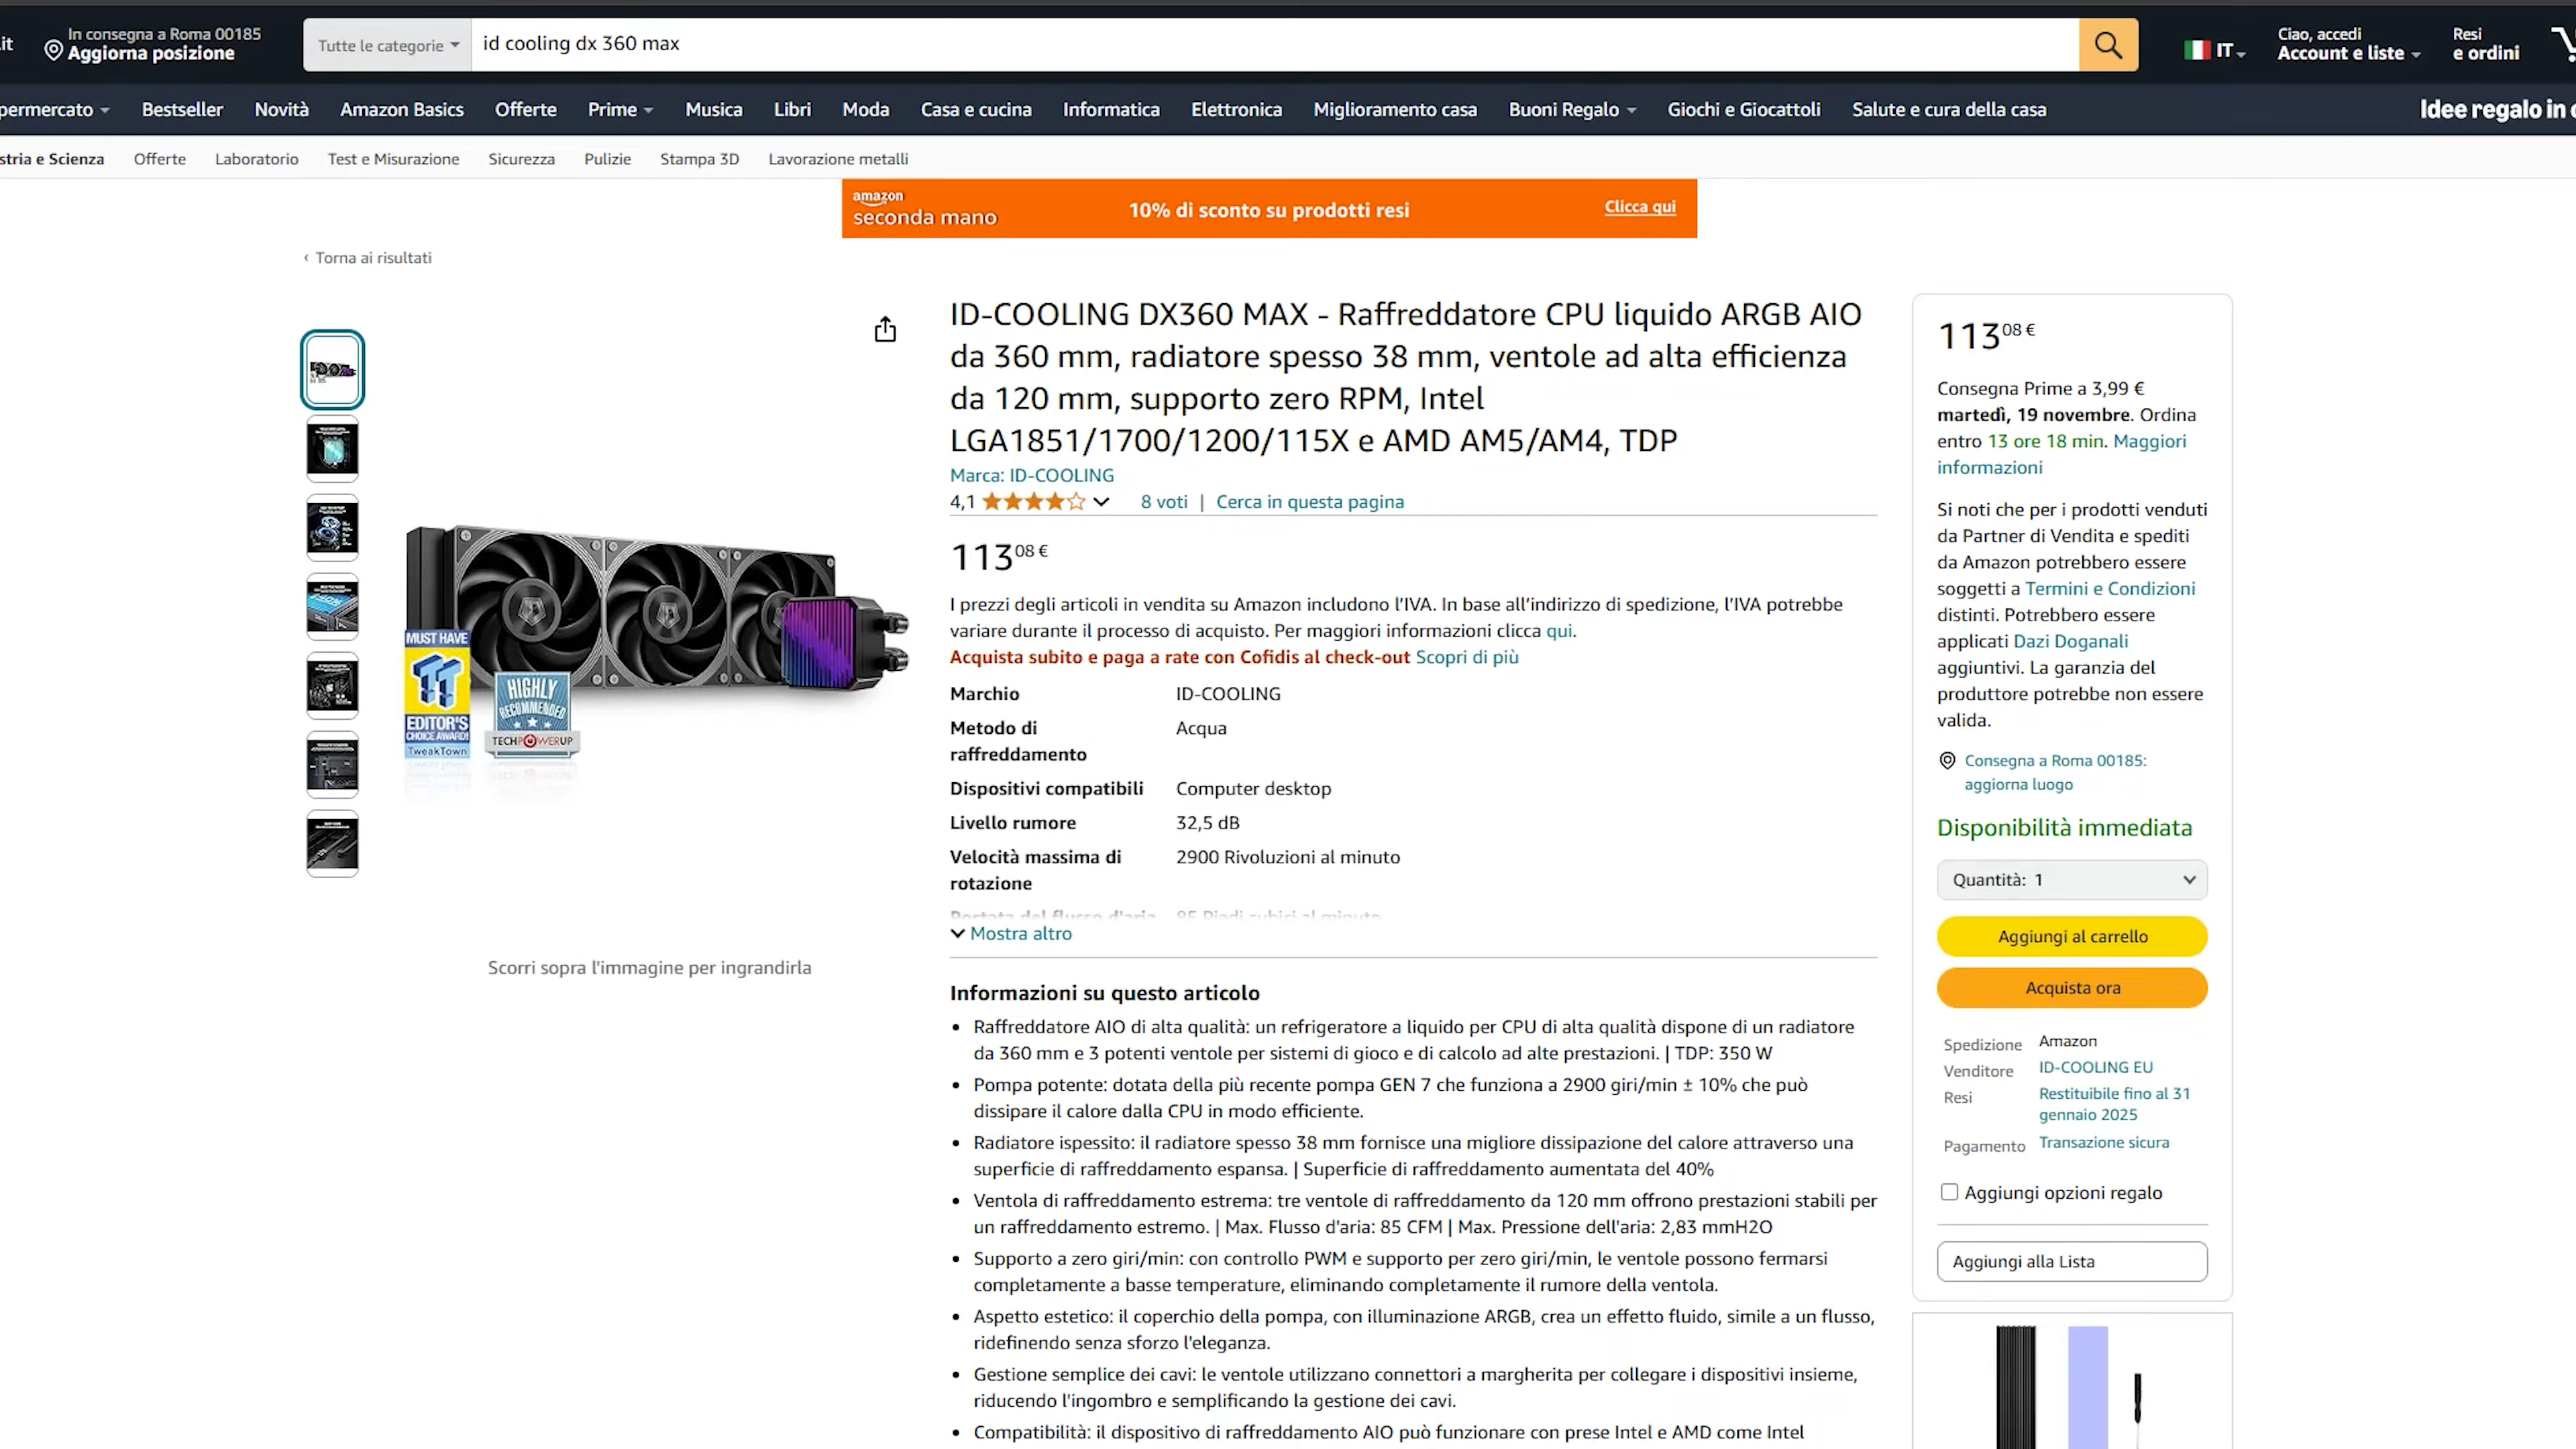 .it
In consegna a Roma 00185
Aggiorna posizione
Tutte le categorie
id cooling dx 360 max
IT
Ciao, accedi
Account e liste
Resi
e ordini
permercato
Bestseller
Novità
Amazon Basics
Offerte
Prime
Musica
Libri
Moda
Casa e cucina
Informatica
Elettronica
Miglioramento casa
Buoni Regalo
Giochi e Giocattoli
Salute e cura della casa
Idee regalo in
stria e Scienza
Offerte
Laboratorio
Test e Misurazione
Sicurezza
Pulizie
Stampa 3D
Lavorazione metalli
amazon
seconda mano
10% di sconto su prodotti resi
Clicca qui
‹ Torna ai risultati
MUST HAVE
TT
EDITOR'S
CHOICE AWARD!
TweakTown
HIGHLY
RECOMMENDED
TECHPOWERUP
Scorri sopra l'immagine per ingrandirla
ID-COOLING DX360 MAX - Raffreddatore CPU liquido ARGB AIO
da 360 mm, radiatore spesso 38 mm, ventole ad alta efficienza
da 120 mm, supporto zero RPM, Intel
LGA1851/1700/1200/115X e AMD AM5/AM4, TDP
Marca: ID-COOLING
4,1
8 voti | Cerca in questa pagina
113 08 €
I prezzi degli articoli in vendita su Amazon includono l’IVA. In base all’indirizzo di spedizione, l’IVA potrebbe
variare durante il processo di acquisto. Per maggiori informazioni clicca qui.
Acquista subito e paga a rate con Cofidis al check-out Scopri di più
Marchio ID-COOLING
Metodo di raffreddamento Acqua
Dispositivi compatibili Computer desktop
Livello rumore 32,5 dB
Velocità massima di rotazione 2900 Rivoluzioni al minuto
Portata del flusso d'aria 85 Piedi cubici al minuto
Mostra altro
Informazioni su questo articolo
• Raffreddatore AIO di alta qualità: un refrigeratore a liquido per CPU di alta qualità dispone di un radiatore
da 360 mm e 3 potenti ventole per sistemi di gioco e di calcolo ad alte prestazioni. | TDP: 350 W
• Pompa potente: dotata della più recente pompa GEN 7 che funziona a 2900 giri/min ± 10% che può
dissipare il calore dalla CPU in modo efficiente.
• Radiatore ispessito: il radiatore spesso 38 mm fornisce una migliore dissipazione del calore attraverso una
superficie di raffreddamento espansa. | Superficie di raffreddamento aumentata del 40%
• Ventola di raffreddamento estrema: tre ventole di raffreddamento da 120 mm offrono prestazioni stabili per
un raffreddamento estremo. | Max. Flusso d'aria: 85 CFM | Max. Pressione dell'aria: 2,83 mmH2O
• Supporto a zero giri/min: con controllo PWM e supporto per zero giri/min, le ventole possono fermarsi
completamente a basse temperature, eliminando completamente il rumore della ventola.
• Aspetto estetico: il coperchio della pompa, con illuminazione ARGB, crea un effetto fluido, simile a un flusso,
ridefinendo senza sforzo l'eleganza.
• Gestione semplice dei cavi: le ventole utilizzano connettori a margherita per collegare i dispositivi insieme,
riducendo l'ingombro e semplificando la gestione dei cavi.
• Compatibilità: il dispositivo di raffreddamento AIO può funzionare con prese Intel e AMD come Intel
113 08 €
Consegna Prime a 3,99 €
martedì, 19 novembre. Ordina
entro 13 ore 18 min. Maggiori
informazioni
Si noti che per i prodotti venduti
da Partner di Vendita e spediti
da Amazon potrebbero essere
soggetti a Termini e Condizioni
distinti. Potrebbero essere
applicati Dazi Doganali
aggiuntivi. La garanzia del
produttore potrebbe non essere
valida.
Consegna a Roma 00185:
aggiorna luogo
Disponibilità immediata
Quantità: 1
Aggiungi al carrello
Acquista ora
Spedizione Amazon
Venditore ID-COOLING EU
Resi Restituibile fino al 31
gennaio 2025
Pagamento Transazione sicura
Aggiungi opzioni regalo
Aggiungi alla Lista